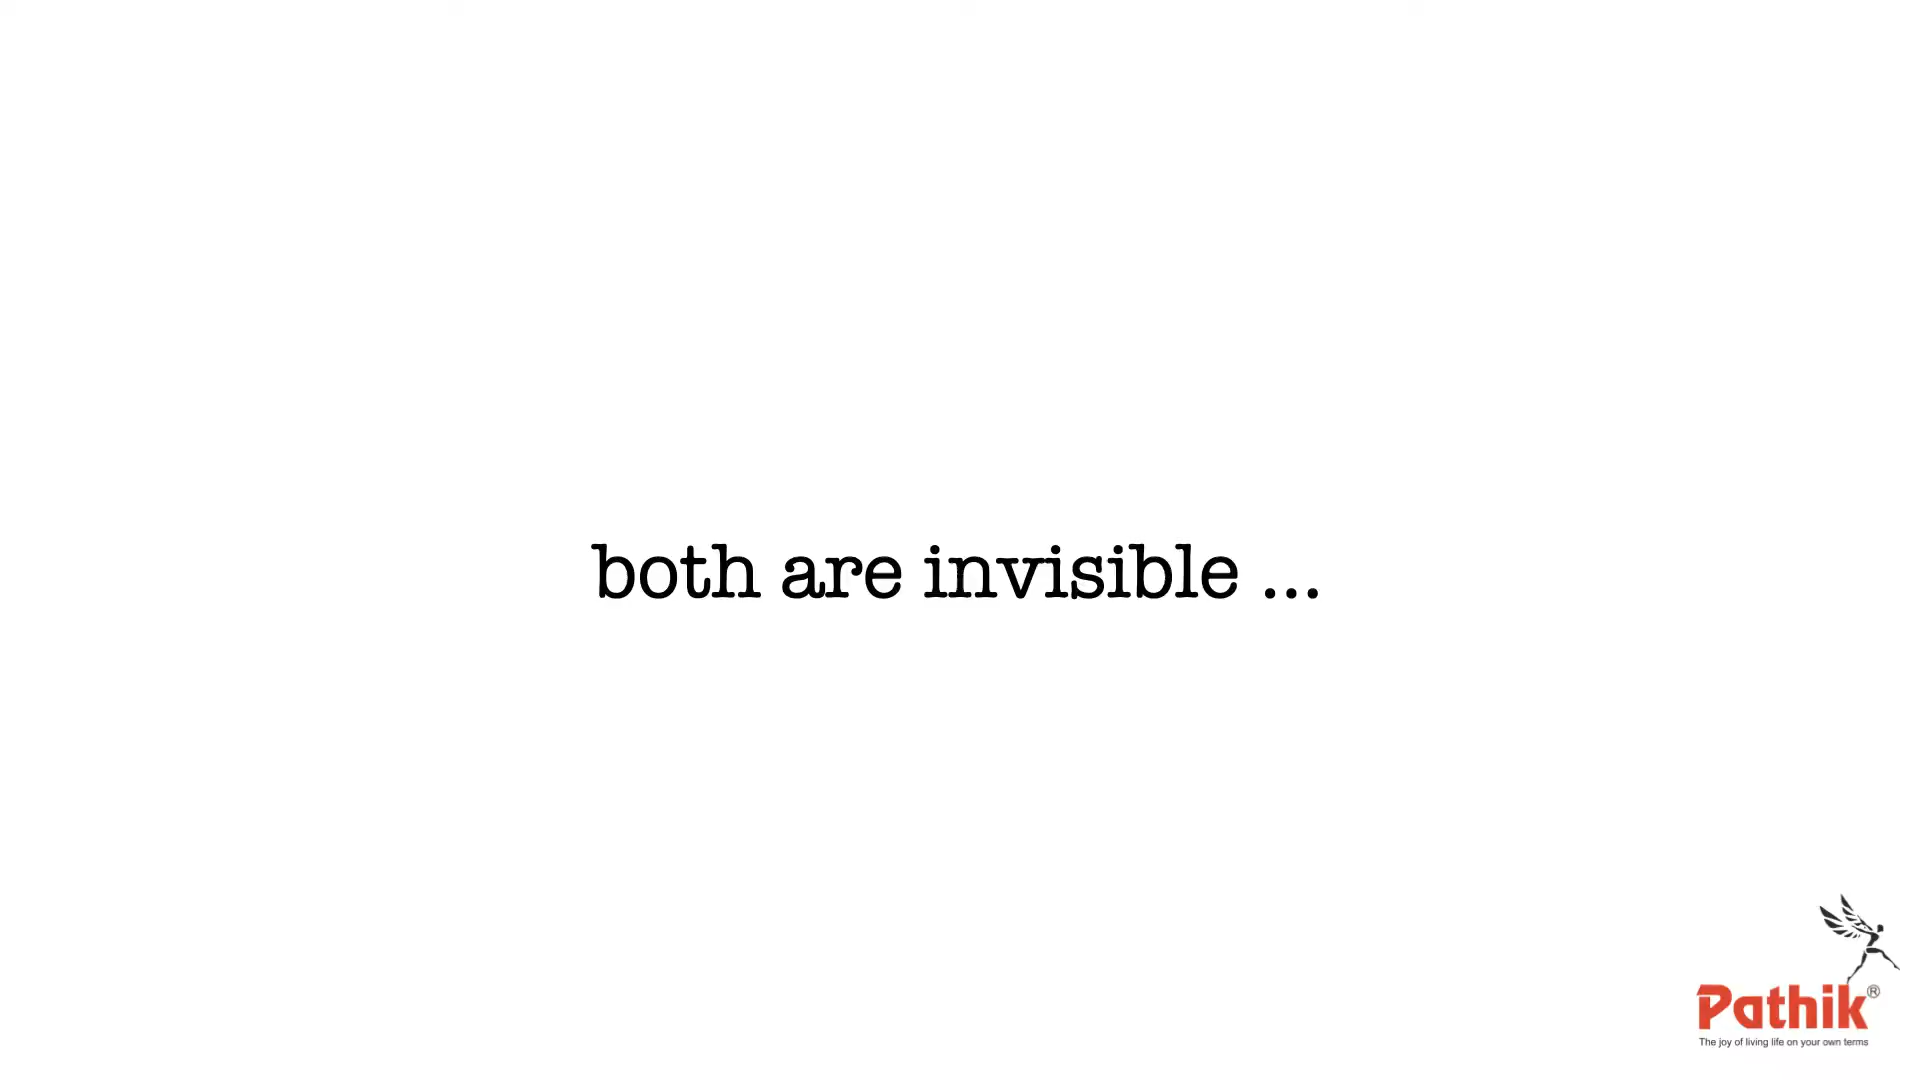 both are invisible ...
Pathik®
The joy of living life on your own terms